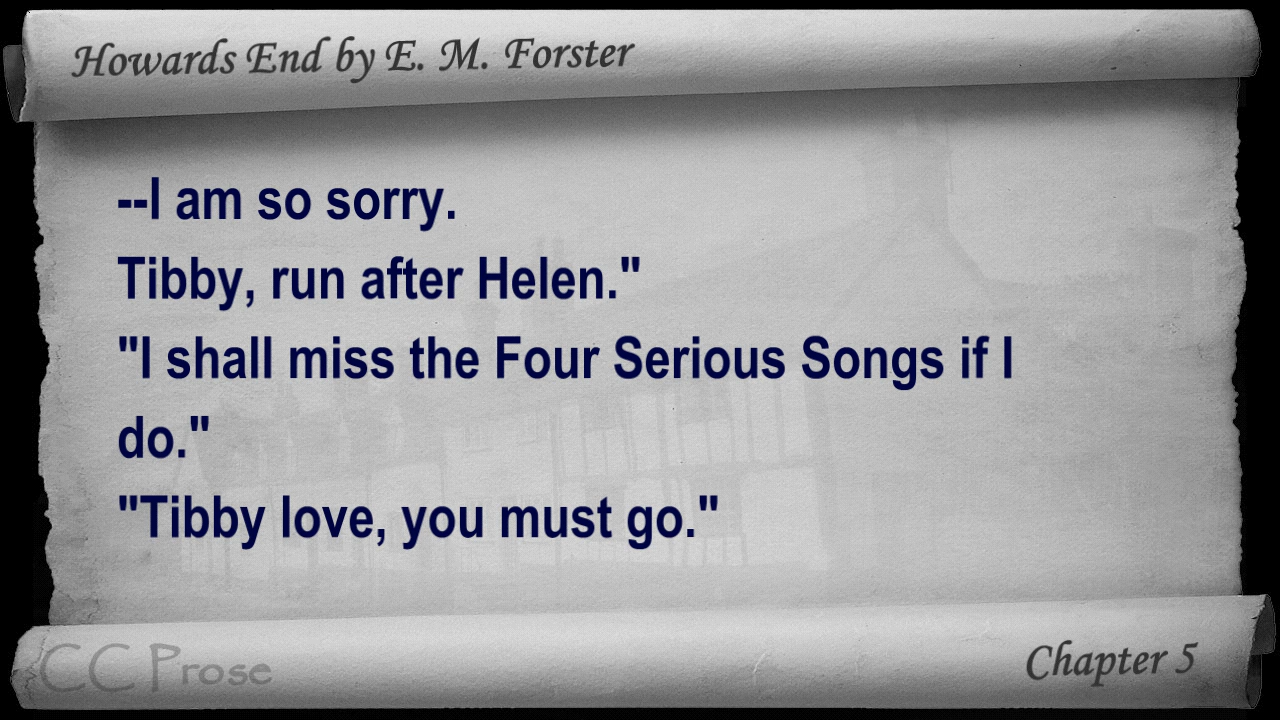 Howards End by E. M. Forster
--I am so sorry.
Tibby, run after Helen."
"I shall miss the Four Serious Songs if I
do."
"Tibby love, you must go."
CC Prose
Chapter 5